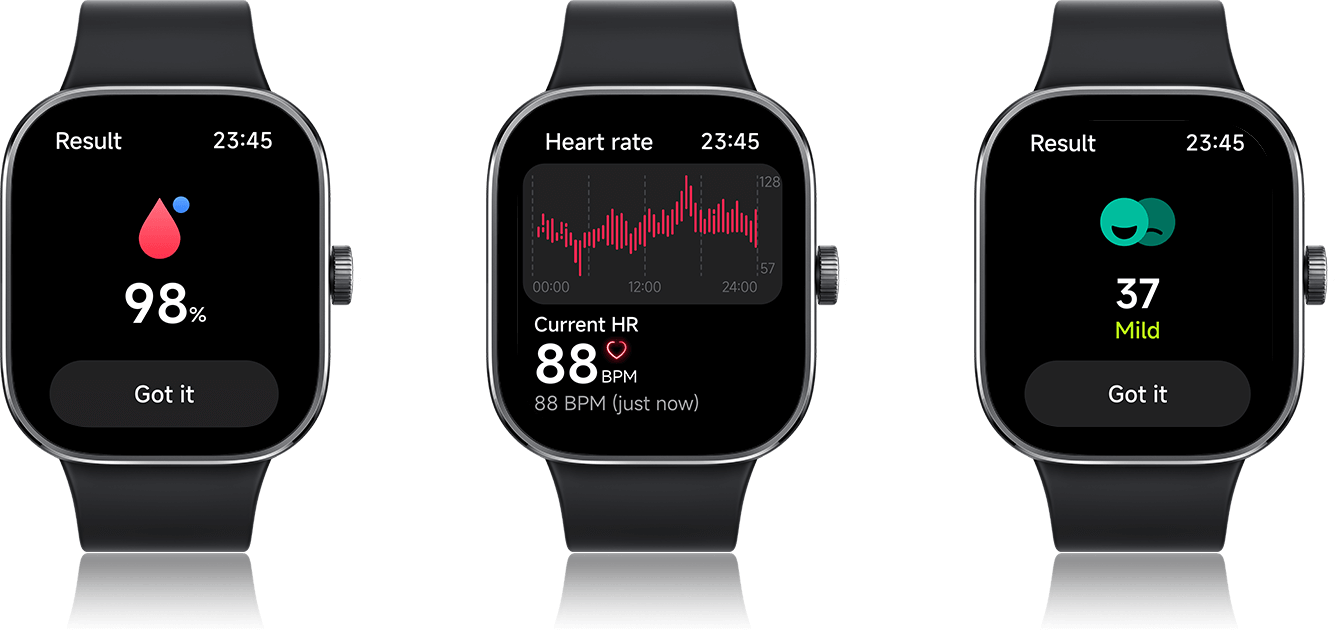 Result 23:45
98%
Got it
Heart rate 23:45
128
57
00:00 12:00 24:00
Current HR
88 BPM
88 BPM (just now)
Result 23:45
37
Mild
Got it